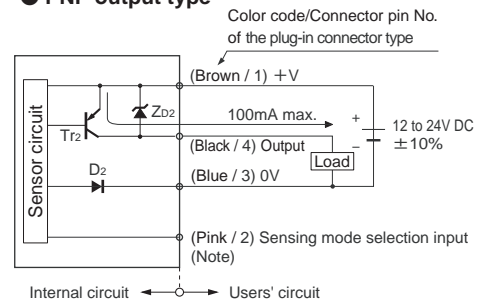 ● PNP output type
Color code/Connector pin No.
of the plug-in connector type
(Brown / 1) +V
Sensor circuit
Tr2
ZD2
100mA max.
+
12 to 24V DC
±10%
−
(Black / 4) Output
Load
D2
(Blue / 3) 0V
(Pink / 2) Sensing mode selection input
(Note)
Internal circuit
Users' circuit